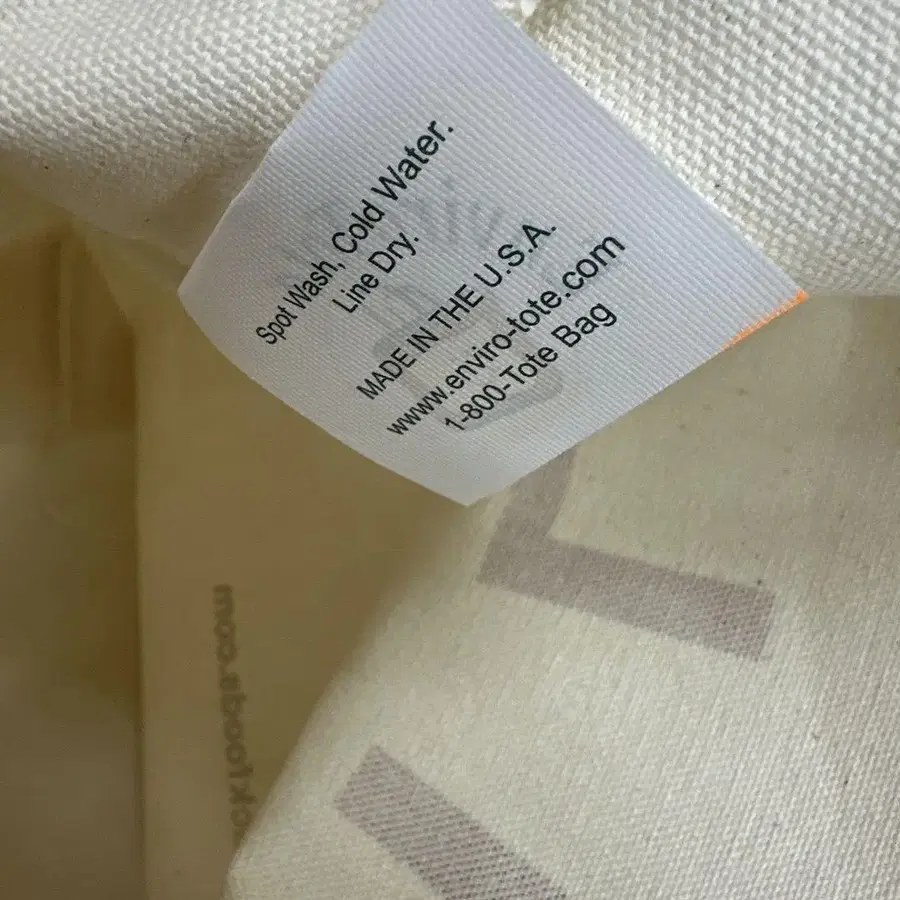 Spot Wash, Cold Water.
Line Dry.
MADE IN THE U.S.A.
www.enviro-tote.com
1-800-Tote Bag